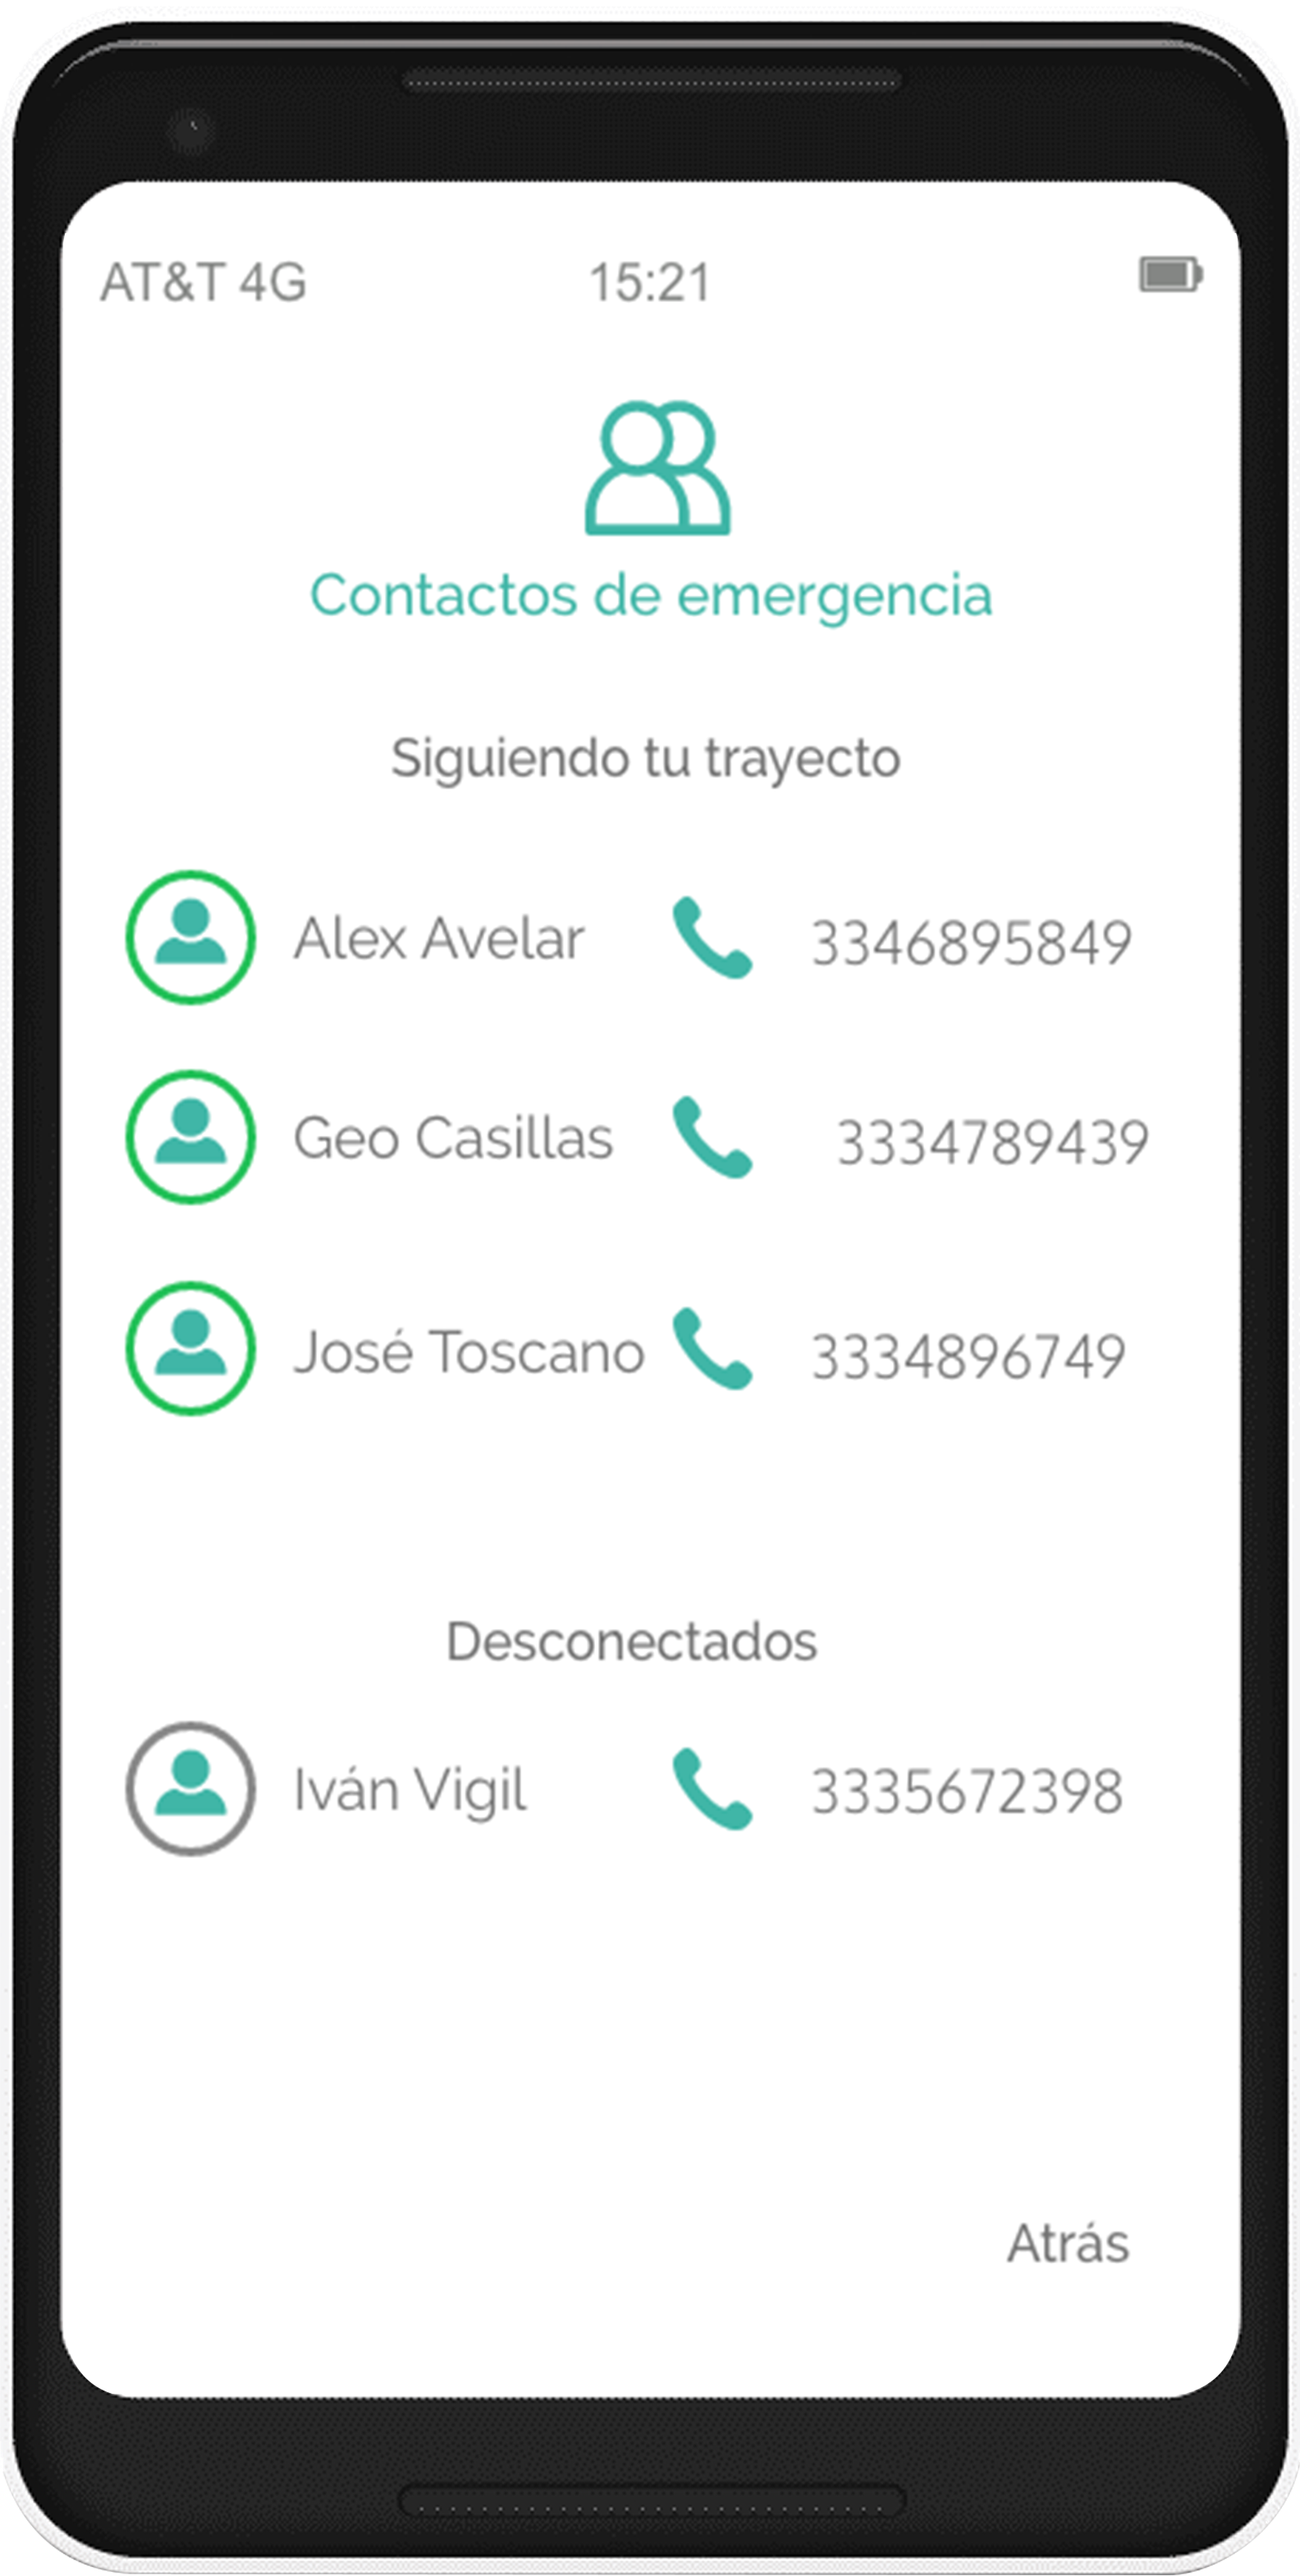 AT&T 4G 15:21
Contactos de emergencia
Siguiendo tu trayecto
Alex Avelar 3346895849
Geo Casillas 3334789439
José Toscano 3334896749
Desconectados
Iván Vigil 3335672398
Atrás